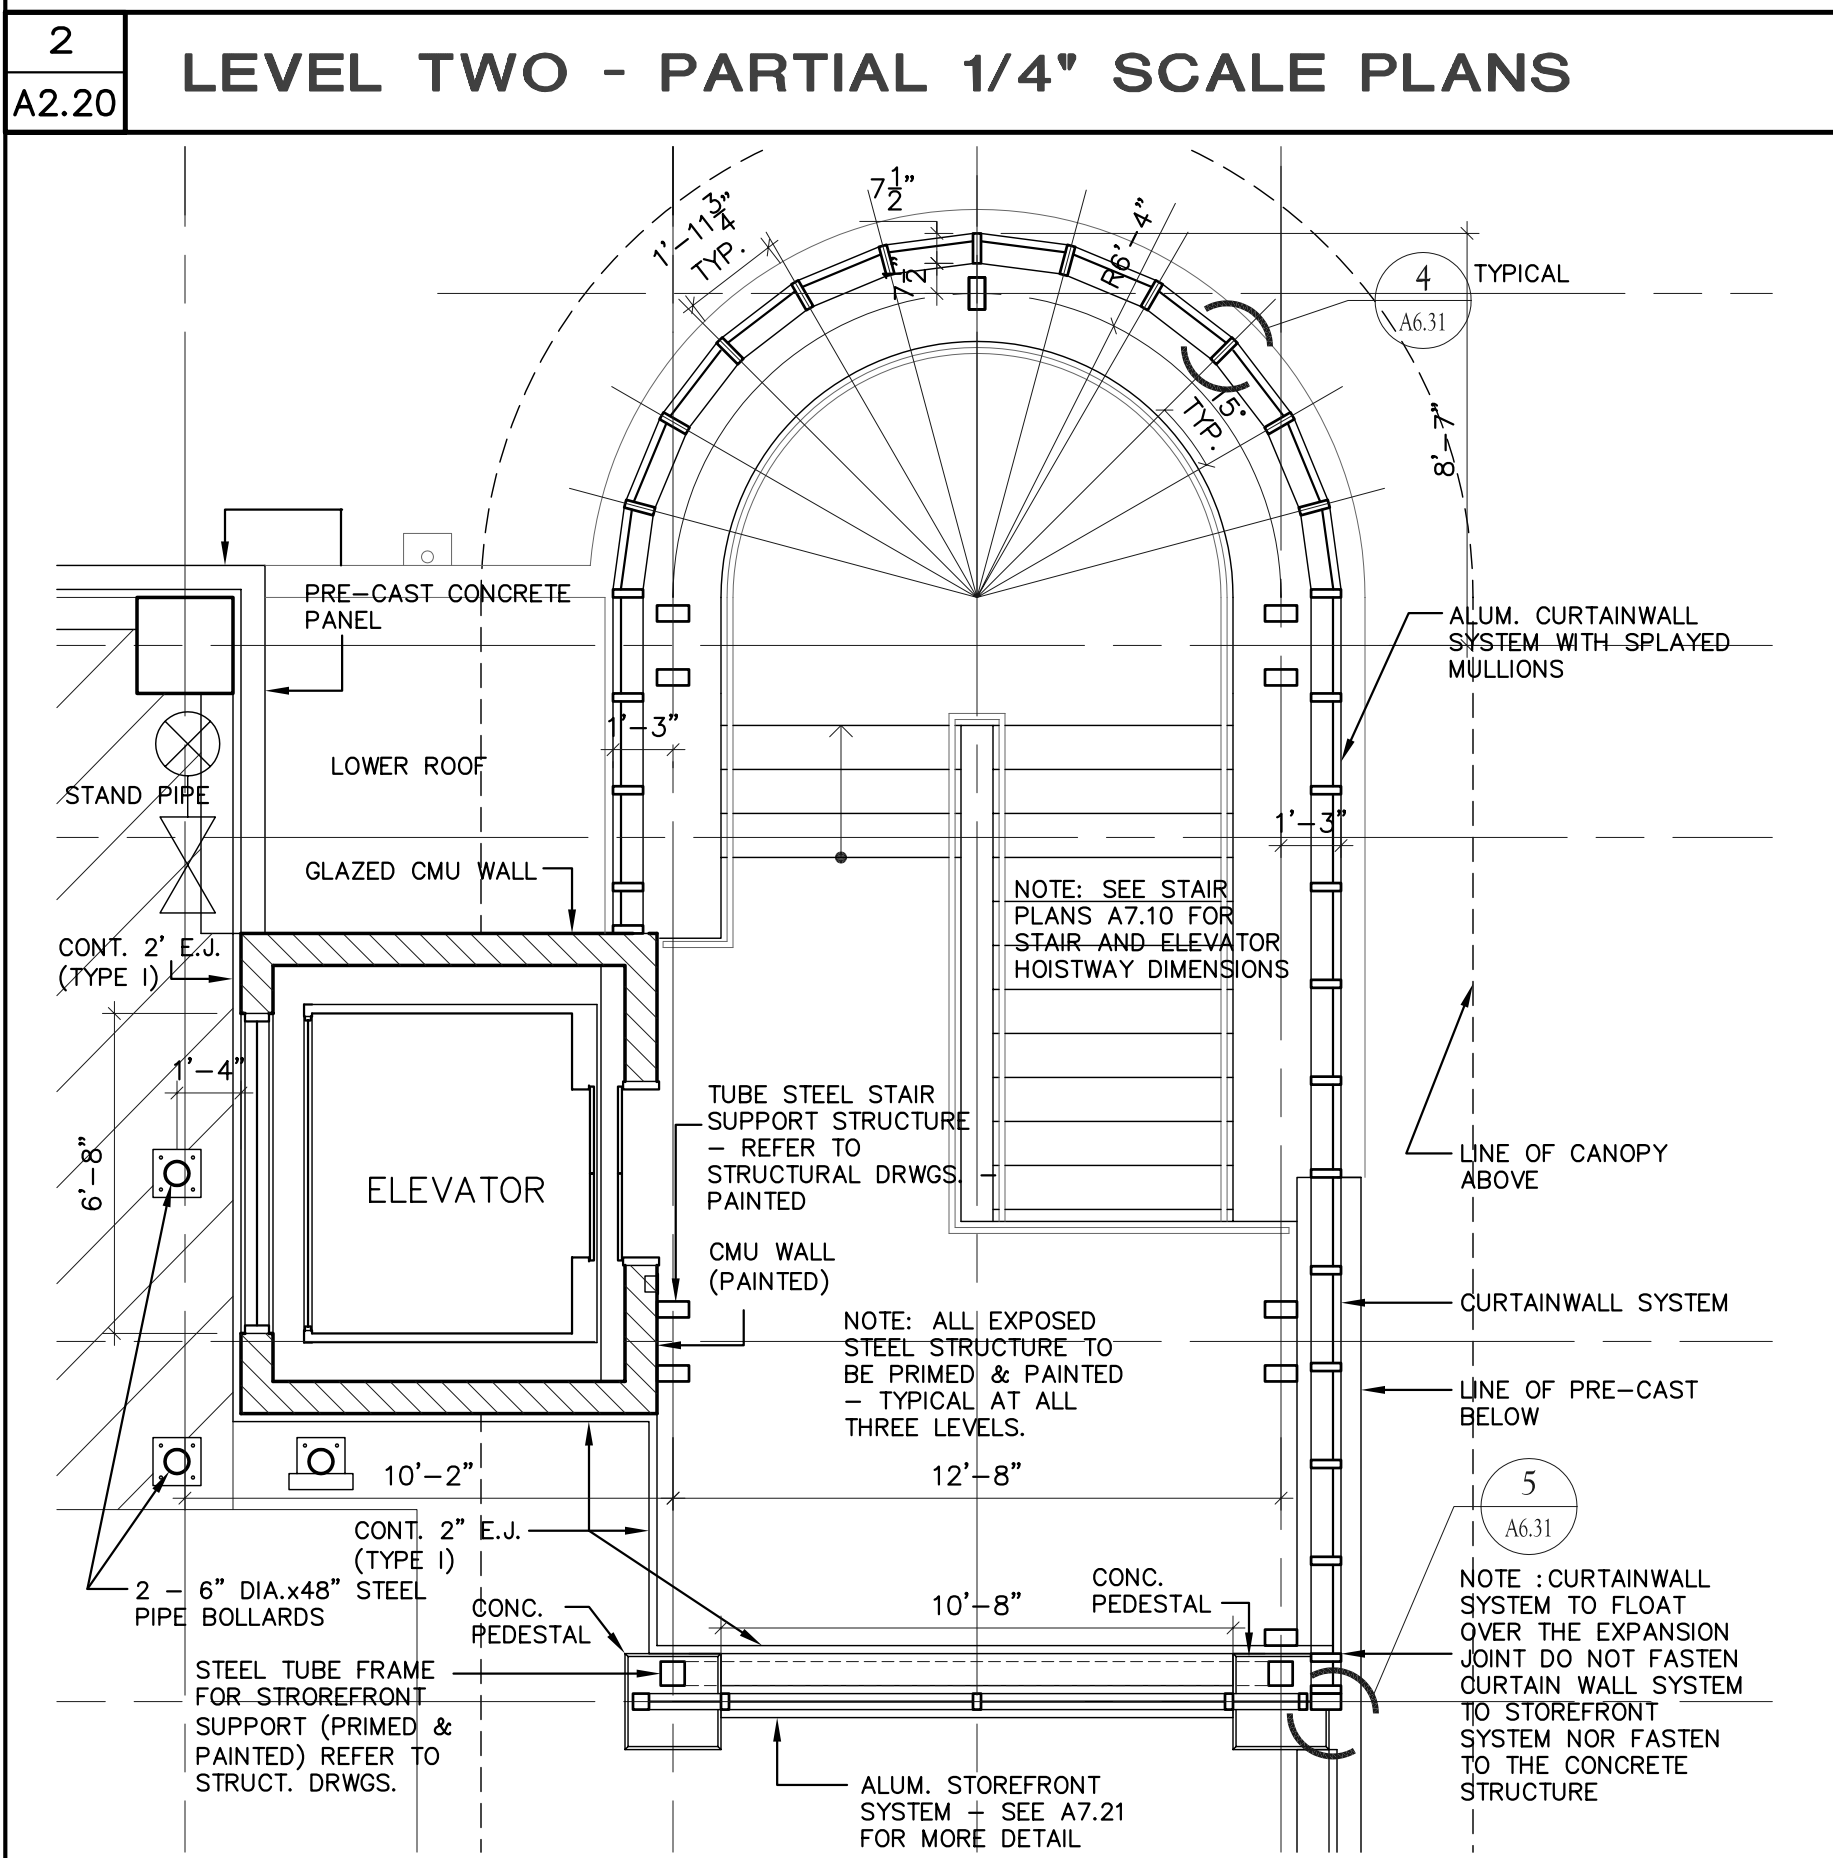 2
A2.20
LEVEL TWO - PARTIAL 1/4" SCALE PLANS
7 1/2"
1'-11 3/4"
TYP.
7 1/2"
R6'-4"
4
A6.31
TYPICAL
15°
TYP.
8'-7"
PRE-CAST CONCRETE
PANEL
ALUM. CURTAINWALL
SYSTEM WITH SPLAYED
MULLIONS
1'-3"
LOWER ROOF
STAND PIPE
1'-3"
GLAZED CMU WALL
NOTE: SEE STAIR
PLANS A7.10 FOR
STAIR AND ELEVATOR
HOISTWAY DIMENSIONS
CONT. 2' E.J.
(TYPE I)
1'-4"
6'-8"
ELEVATOR
TUBE STEEL STAIR
SUPPORT STRUCTURE
- REFER TO
STRUCTURAL DRWGS. -
PAINTED
LINE OF CANOPY
ABOVE
CMU WALL
(PAINTED)
NOTE: ALL EXPOSED
STEEL STRUCTURE TO
BE PRIMED & PAINTED
- TYPICAL AT ALL
THREE LEVELS.
CURTAINWALL SYSTEM
LINE OF PRE-CAST
BELOW
10'-2"
12'-8"
5
A6.31
CONT. 2" E.J.
(TYPE I)
2 - 6" DIA.x48" STEEL
PIPE BOLLARDS
CONC.
PEDESTAL
10'-8"
CONC.
PEDESTAL
NOTE :CURTAINWALL
SYSTEM TO FLOAT
OVER THE EXPANSION
JOINT DO NOT FASTEN
CURTAIN WALL SYSTEM
TO STOREFRONT
SYSTEM NOR FASTEN
TO THE CONCRETE
STRUCTURE
STEEL TUBE FRAME
FOR STROREFRONT
SUPPORT (PRIMED &
PAINTED) REFER TO
STRUCT. DRWGS.
ALUM. STOREFRONT
SYSTEM - SEE A7.21
FOR MORE DETAIL